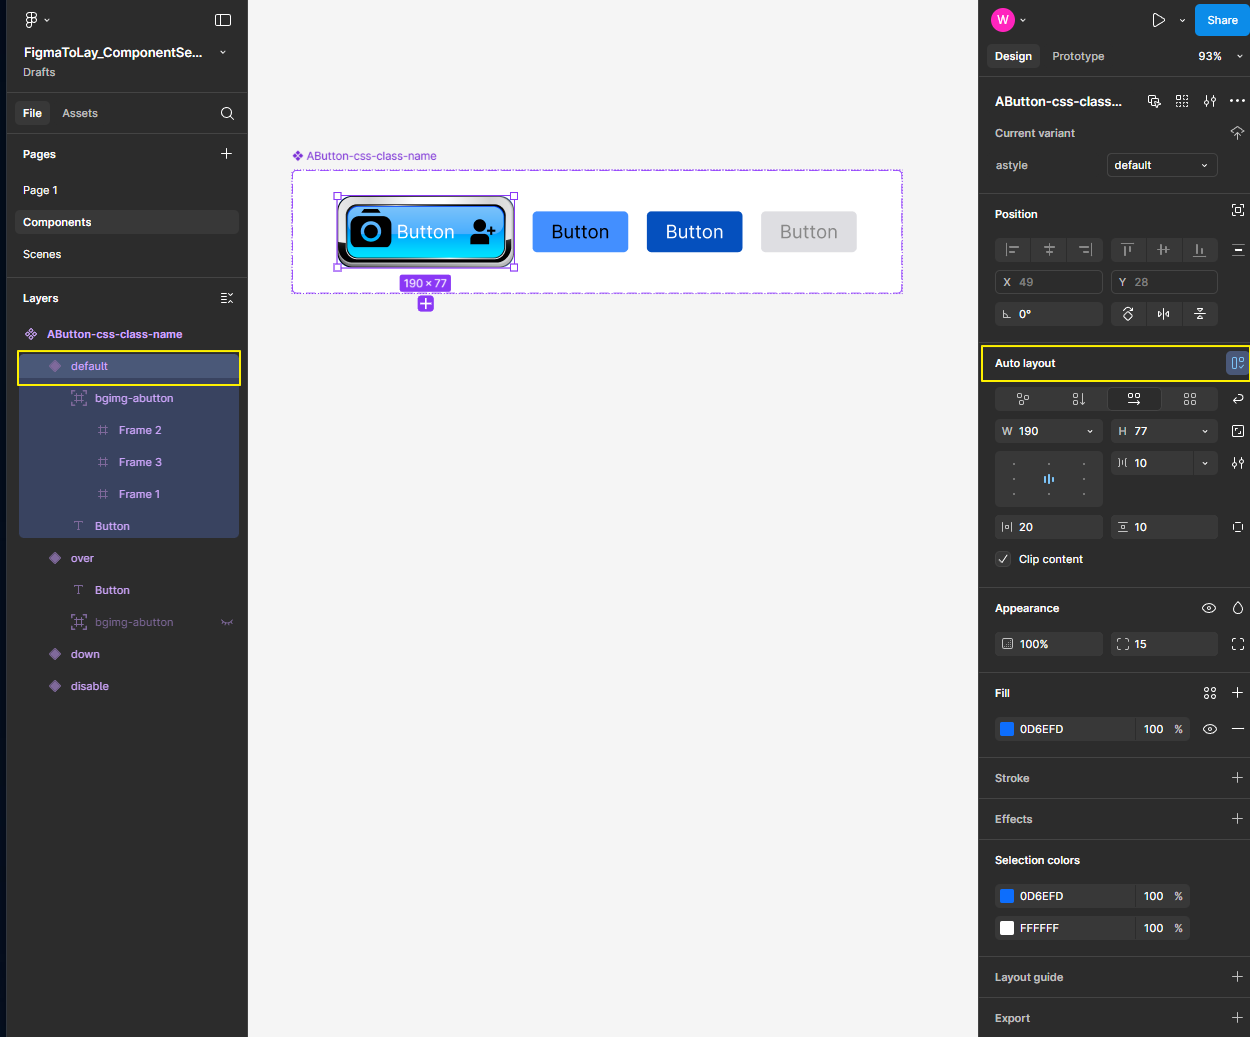 FigmaToLay_ComponentSe...
Drafts
File Assets
Pages
Page 1
Components
Scenes
Layers
AButton-css-class-name
default
bgimg-abutton
Frame 2
Frame 3
Frame 1
Button
over
Button
bgimg-abutton
down
disable
AButton-css-class-name
Button Button Button Button
190 × 77
W Share
Design Prototype 93%
AButton-css-class...
Current variant
astyle default
Position
X 49 Y 28
0°
Auto layout
W 190 H 77
10
20 10
Clip content
Appearance
100% 15
Fill
0D6EFD 100 %
Stroke
Effects
Selection colors
0D6EFD 100 %
FFFFFF 100 %
Layout guide
Export